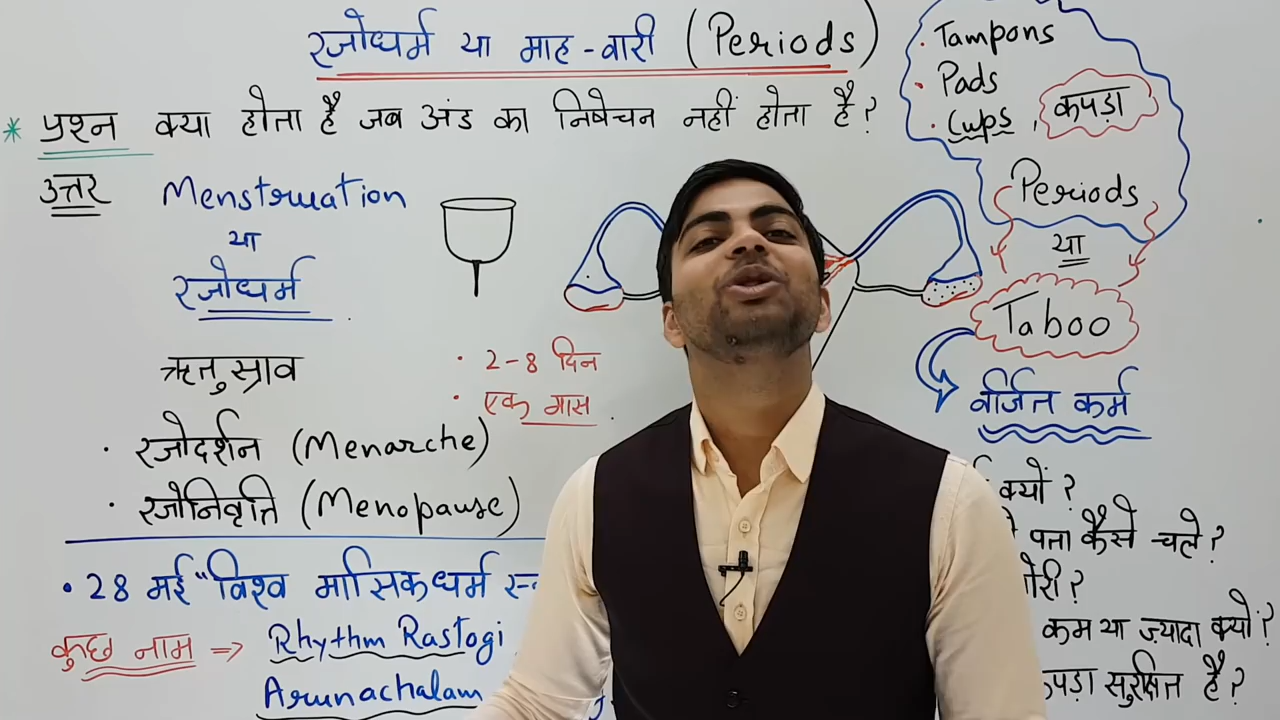 रजोधर्म या माह-वारी (Periods)
* प्रश्न क्या होता है जब अंड का निषेचन नहीं होता है ?
उत्तर Menstruation
या
रजोधर्म
ऋतुस्राव
· रजोदर्शन (Menarche)
· रजोनिवृत्ति (Menopause)
· 2-8 दिन
· एक मास .
· Tampons
· Pads
· Cups , कपड़ा
Periods
या
Taboo
वर्जित कर्म
क्यों ?
पता कैसे चले ?
कम या ज़्यादा क्यों ?
सुरक्षित है ?
· 28 मई "विश्व मासिकधर्म
कुछ नाम ⇒ Rhythm Rastogi
Arunachalam